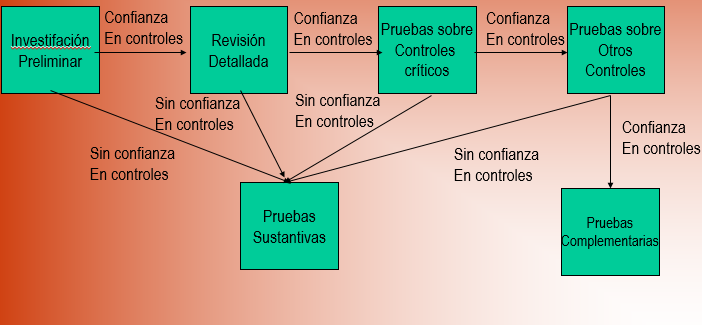 Investifación
Preliminar
Confianza
En controles
Revisión
Detallada
Confianza
En controles
Pruebas sobre
Controles
críticos
Confianza
En controles
Pruebas sobre
Otros
Controles
Sin confianza
En controles
Sin confianza
En controles
Sin confianza
En controles
Sin confianza
En controles
Confianza
En controles
Pruebas
Sustantivas
Pruebas
Complementarias